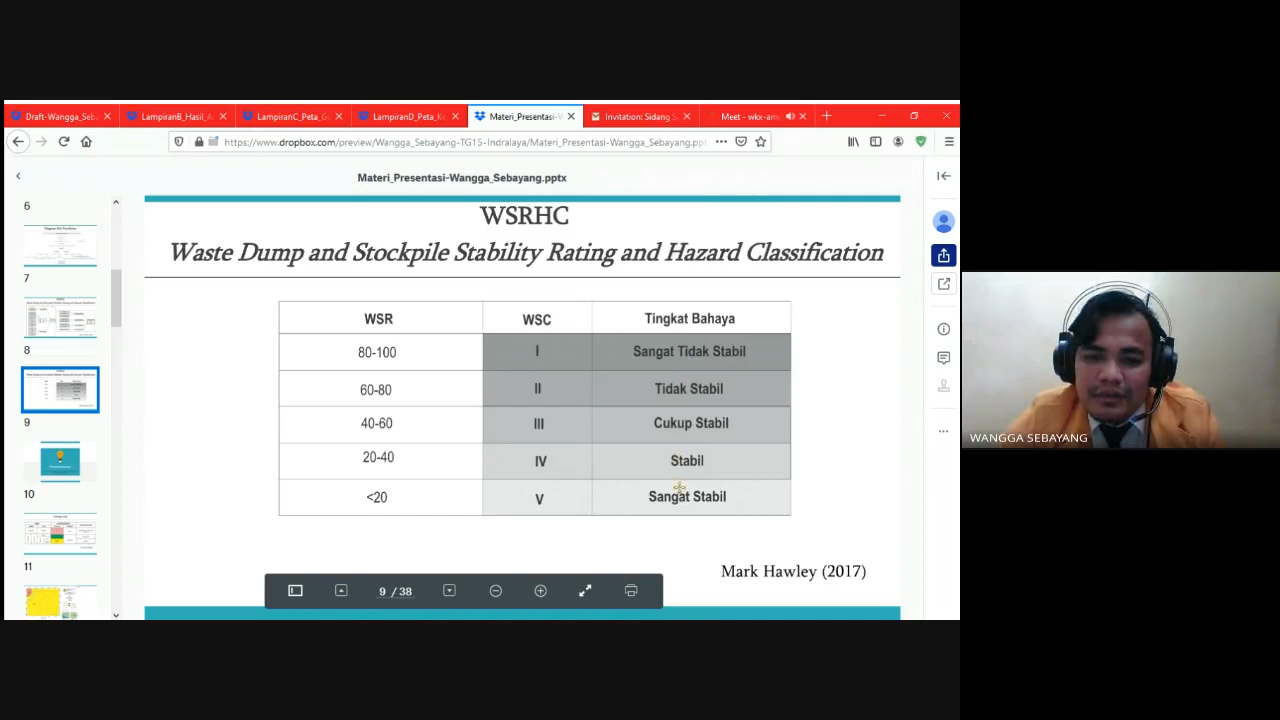 Draft-Wangga_Seba
LampiranB_Hasil_A
LampiranC_Peta_G
LampiranD_Peta_K
Materi_Presentasi-W
Invitation: Sidang S
Meet - wkx-am
https://www.dropbox.com/preview/Wangga_Sebayang-TG15-Indralaya/Materi_Presentasi-Wangga_Sebayang.ppt
Materi_Presentasi-Wangga_Sebayang.pptx
6
7
8
9
10
11
WSRHC
Waste Dump and Stockpile Stability Rating and Hazard Classification
WSR WSC Tingkat Bahaya
80-100 I Sangat Tidak Stabil
60-80 II Tidak Stabil
40-60 III Cukup Stabil
20-40 IV Stabil
<20 V Sangat Stabil
Mark Hawley (2017)
9 / 38
WANGGA SEBAYANG